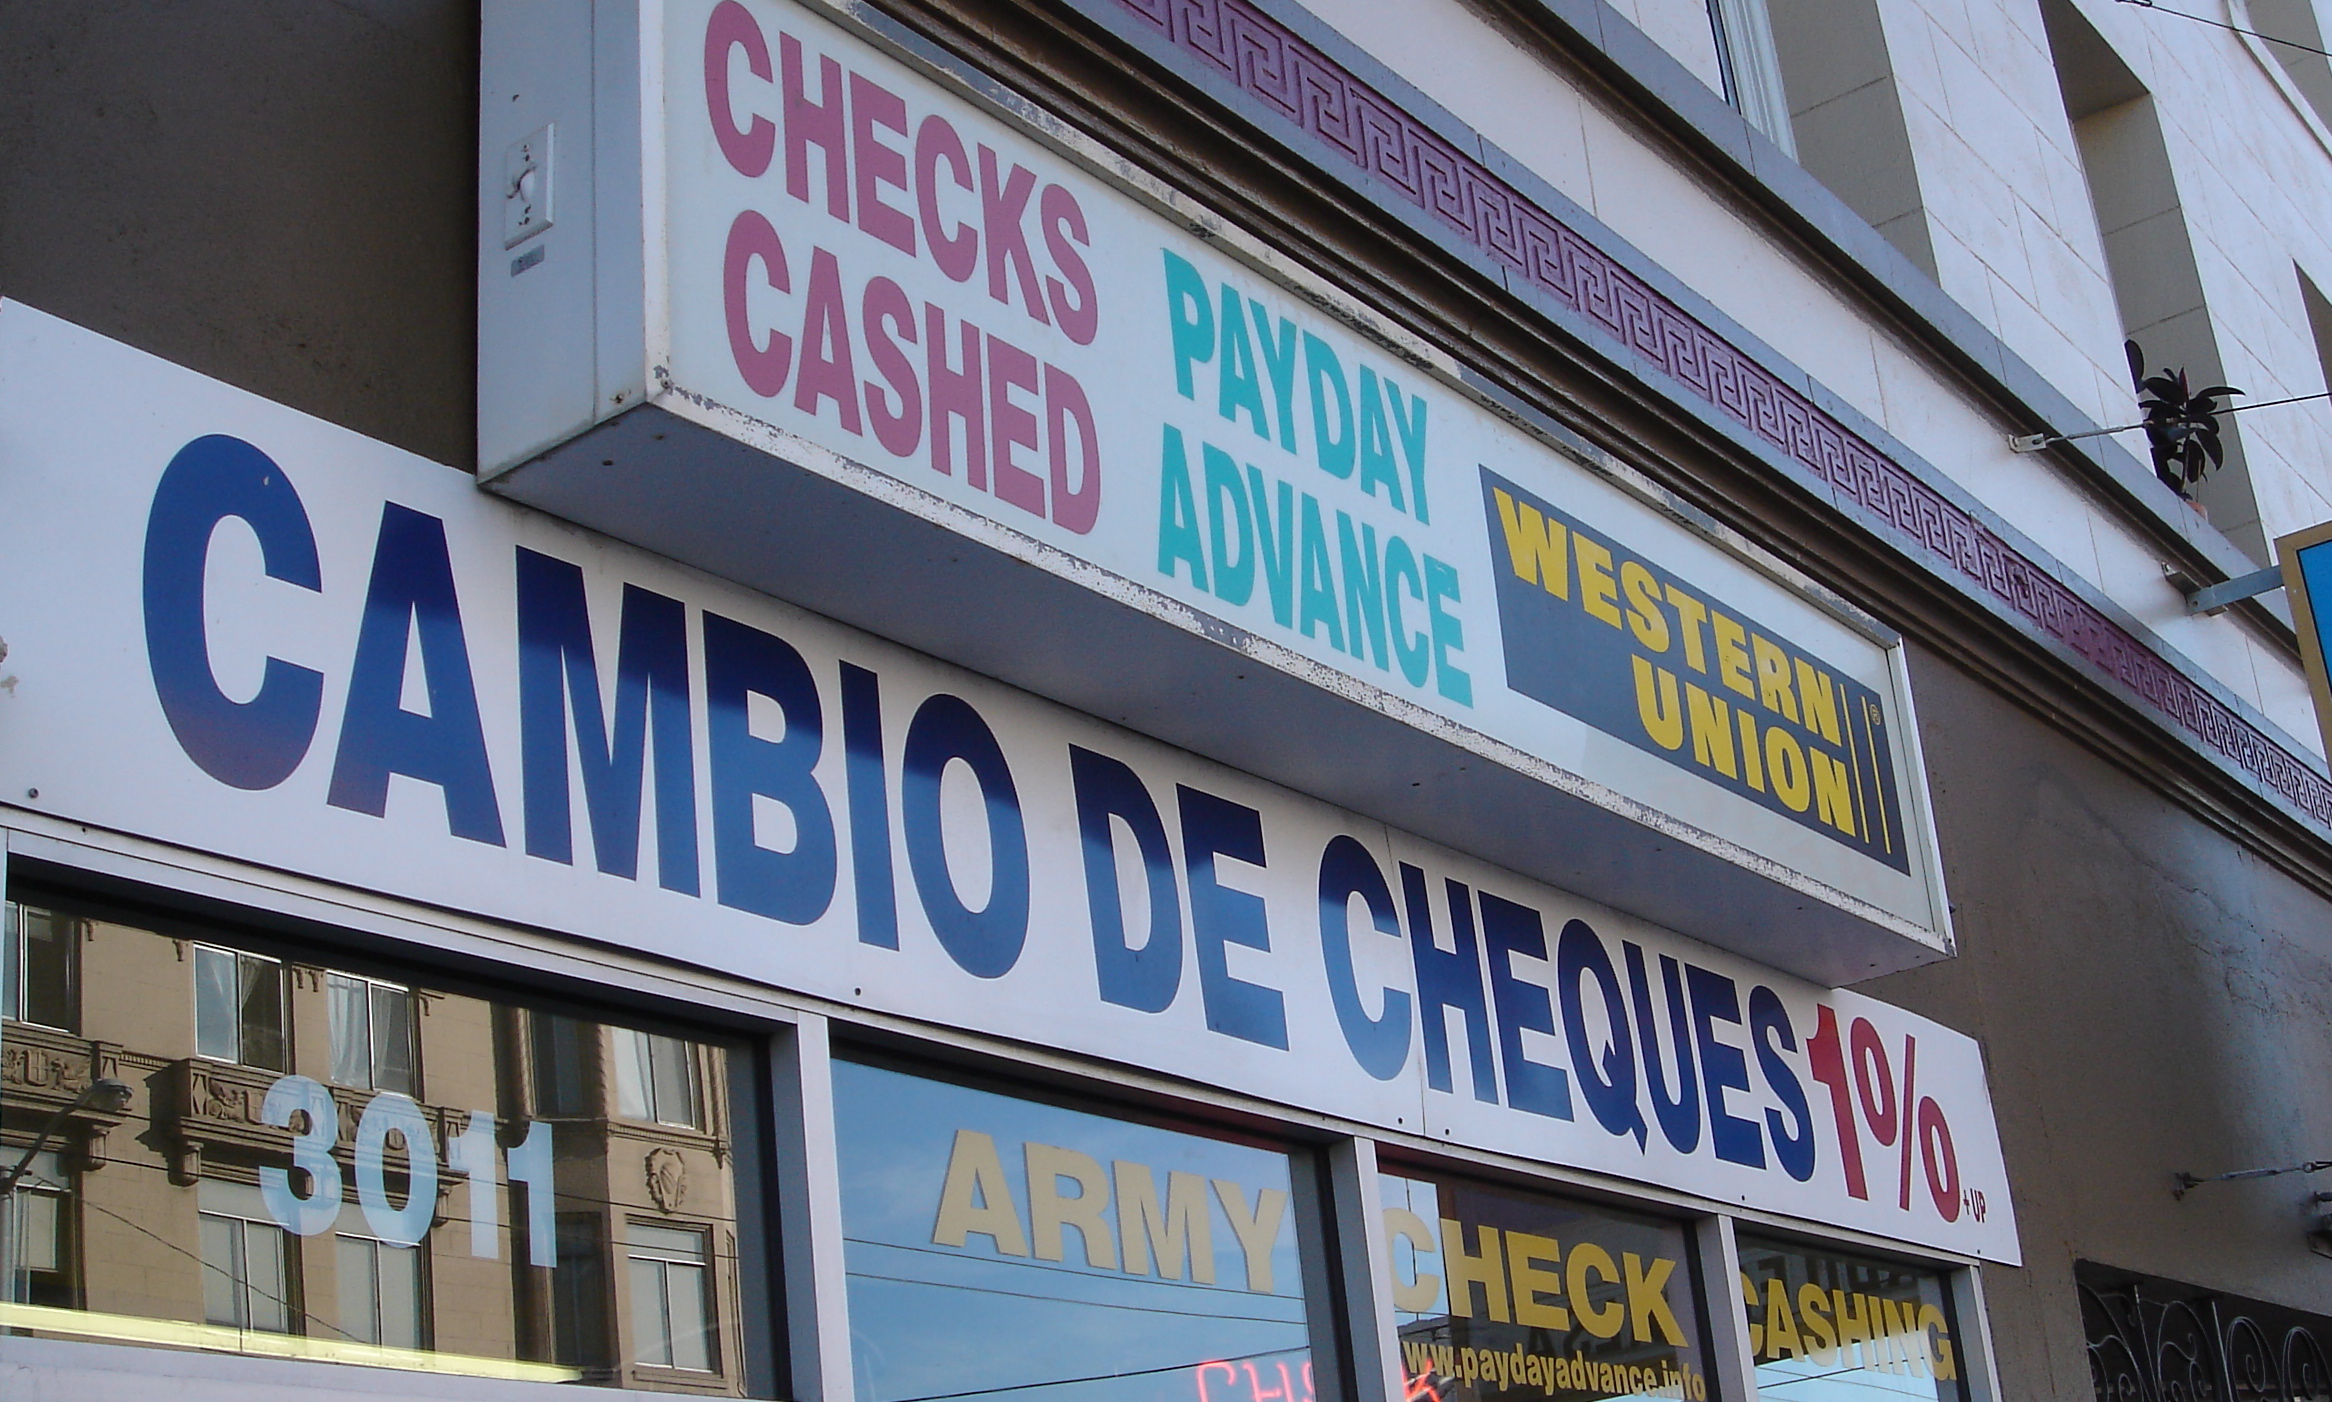 CHECKS
CASHED
PAYDAY
ADVANCE
WESTERN
UNION
CAMBIO DE CHEQUES 1% + UP
3011
ARMY CHECK CASHING
www.paydayadvance.info